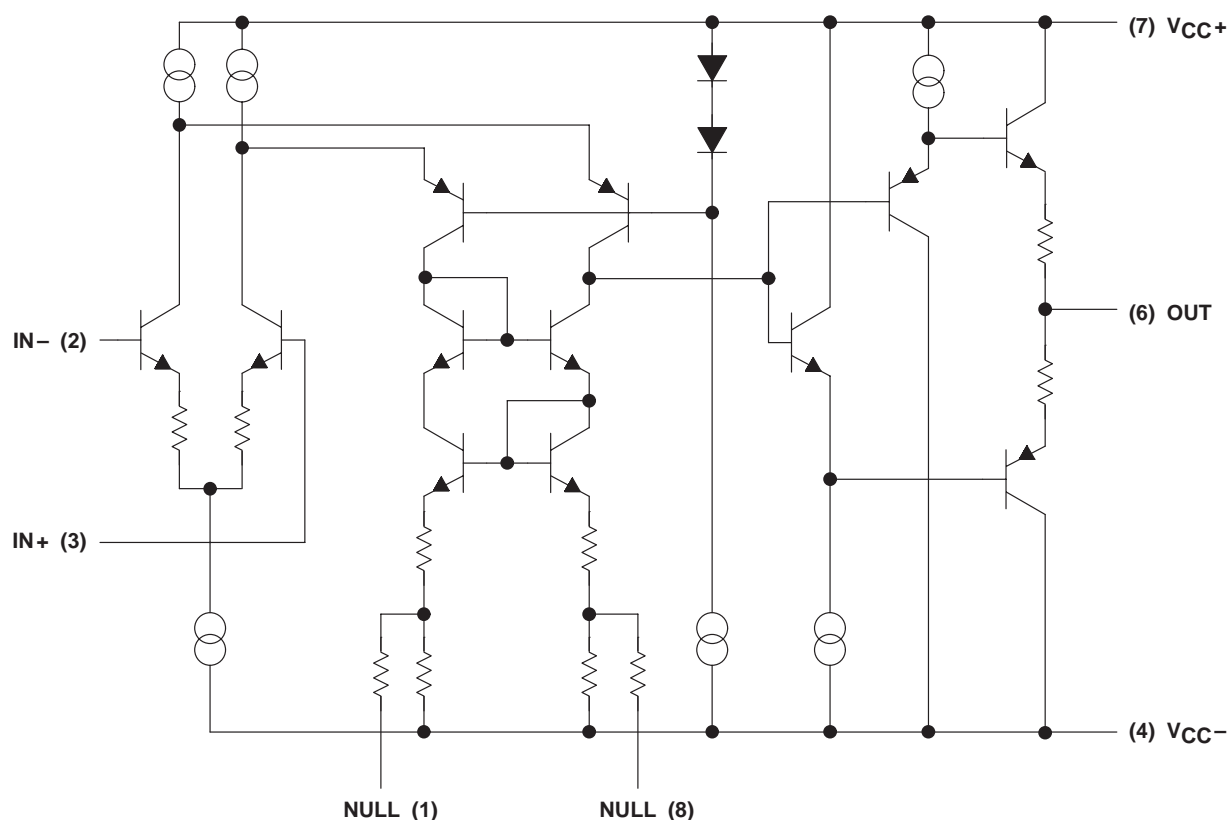 (7) VCC+
IN− (2)
(6) OUT
IN+ (3)
(4) VCC−
NULL (1)
NULL (8)